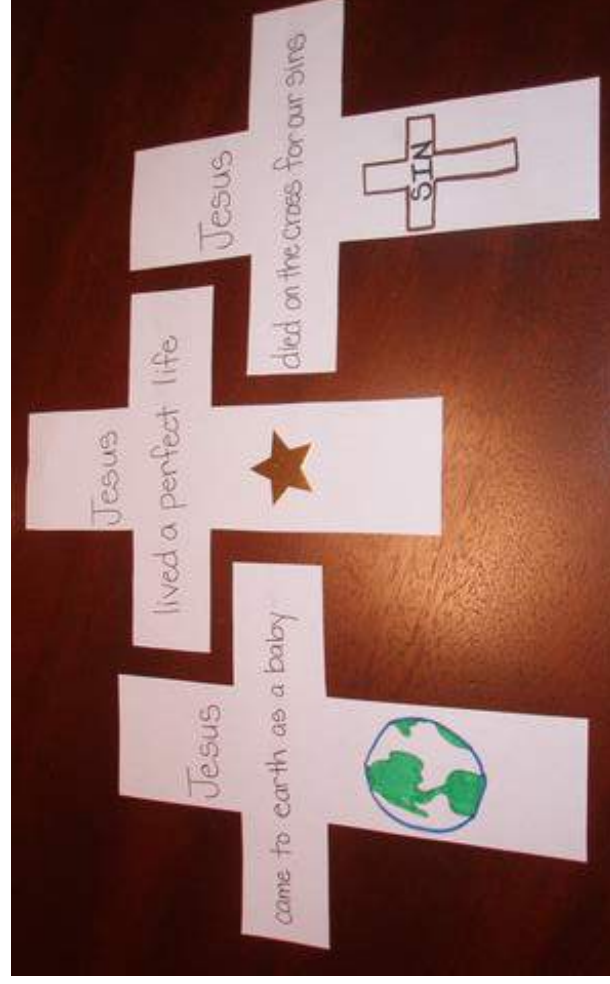 Jesus
came to earth as a baby
Jesus
lived a perfect life
Jesus
died on the cross for our sins
SIN